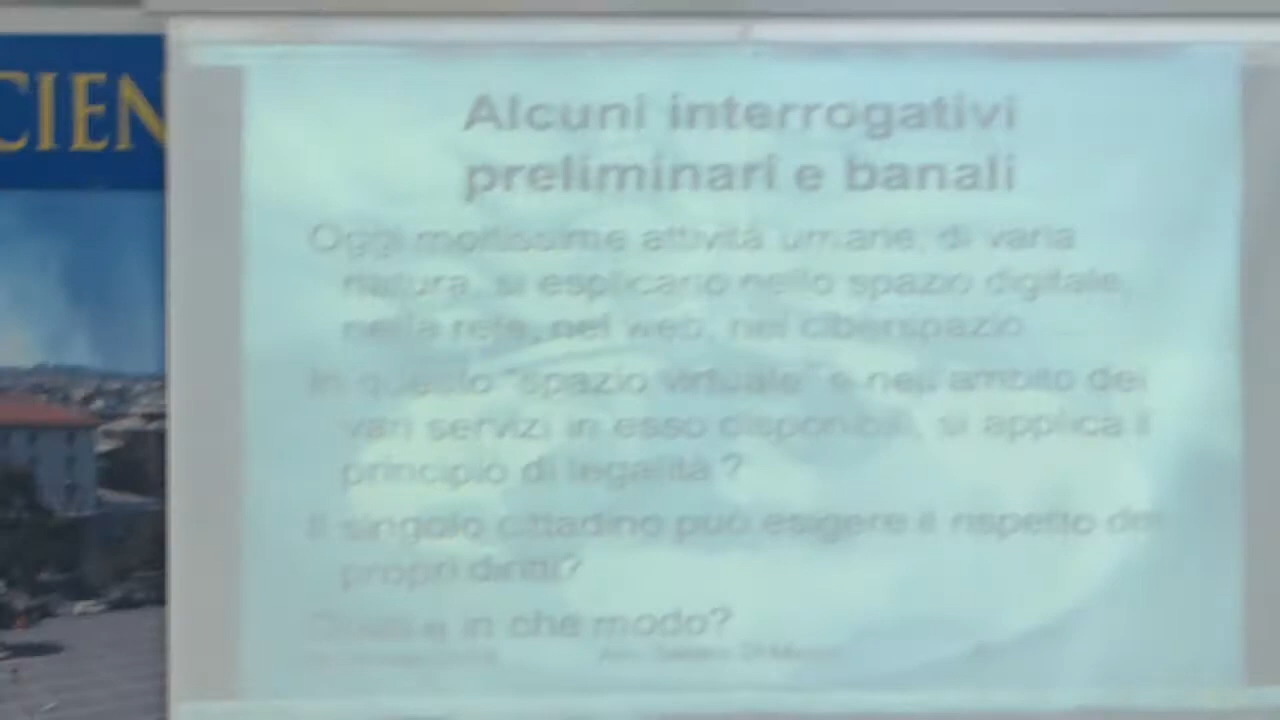 CIEN
Alcuni interrogativi
preliminari e banali
Oggi moltissime attività umane, di varia
natura, si esplicano nello spazio digitale,
nella rete, nel web, nel ciberspazio
In questo "spazio virtuale" e nell'ambito dei
vari servizi in esso disponibili, si applica il
principio di legalità ?
Il singolo cittadino può esigere il rispetto dei
propri diritti?
e in che modo?